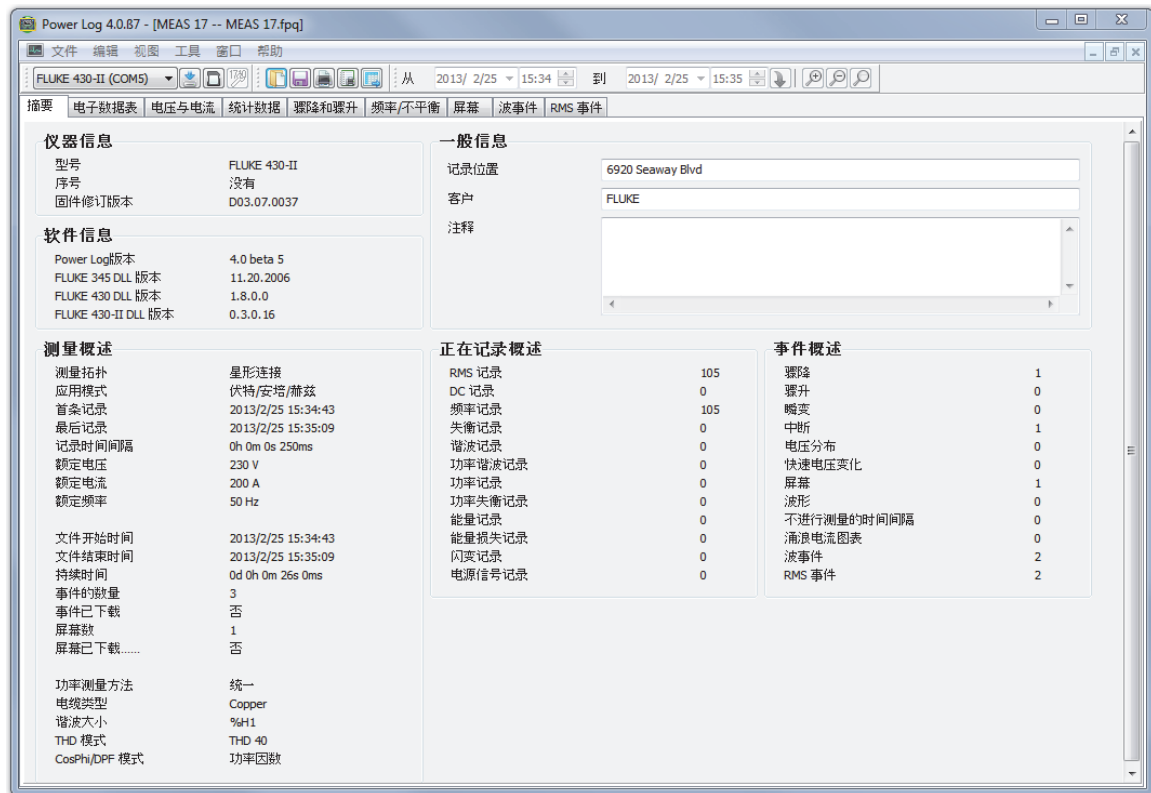 Power Log 4.0.87 - [MEAS 17 -- MEAS 17.fpq]
文件 编辑 视图 工具 窗口 帮助
FLUKE 430-II (COM5) 从 2013/ 2/25 15:34 到 2013/ 2/25 15:35
摘要 电子数据表 电压与电流 统计数据 骤降和骤升 频率/不平衡 屏幕 波事件 RMS 事件
仪器信息
型号 FLUKE 430-II
序号 没有
固件修订版本 D03.07.0037
软件信息
Power Log版本 4.0 beta 5
FLUKE 345 DLL 版本 11.20.2006
FLUKE 430 DLL 版本 1.8.0.0
FLUKE 430-II DLL 版本 0.3.0.16
一般信息
记录位置 6920 Seaway Blvd
客户 FLUKE
注释
测量概述
测量拓扑 星形连接
应用模式 伏特/安培/赫兹
首条记录 2013/2/25 15:34:43
最后记录 2013/2/25 15:35:09
记录时间间隔 0h 0m 0s 250ms
额定电压 230 V
额定电流 200 A
额定频率 50 Hz
文件开始时间 2013/2/25 15:34:43
文件结束时间 2013/2/25 15:35:09
持续时间 0d 0h 0m 26s 0ms
事件的数量 3
事件已下载 否
屏幕数 1
屏幕已下载...... 否
功率测量方法 统一
电缆类型 Copper
谐波大小 %H1
THD 模式 THD 40
CosPhi/DPF 模式 功率因数
正在记录概述
RMS 记录 105
DC 记录 0
频率记录 105
失衡记录 0
谐波记录 0
功率谐波记录 0
功率记录 0
功率失衡记录 0
能量记录 0
能量损失记录 0
闪变记录 0
电源信号记录 0
事件概述
骤降 1
骤升 0
瞬变 0
中断 1
电压分布 0
快速电压变化 0
屏幕 1
波形 0
不进行测量的时间间隔 0
涌浪电流图表 0
波事件 2
RMS 事件 2